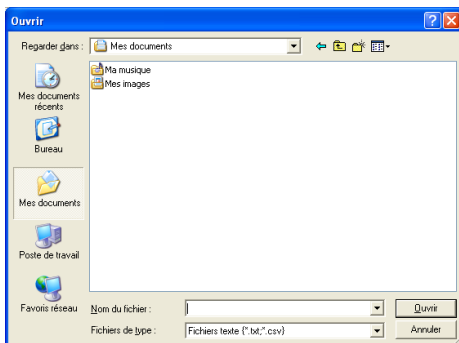 Ouvrir
Regarder dans : Mes documents
Ma musique
Mes images
Mes documents
récents
Bureau
Mes documents
Poste de travail
Favoris réseau
Nom du fichier : Ouvrir
Fichiers de type : Fichiers texte {*.txt;*.csv} Annuler